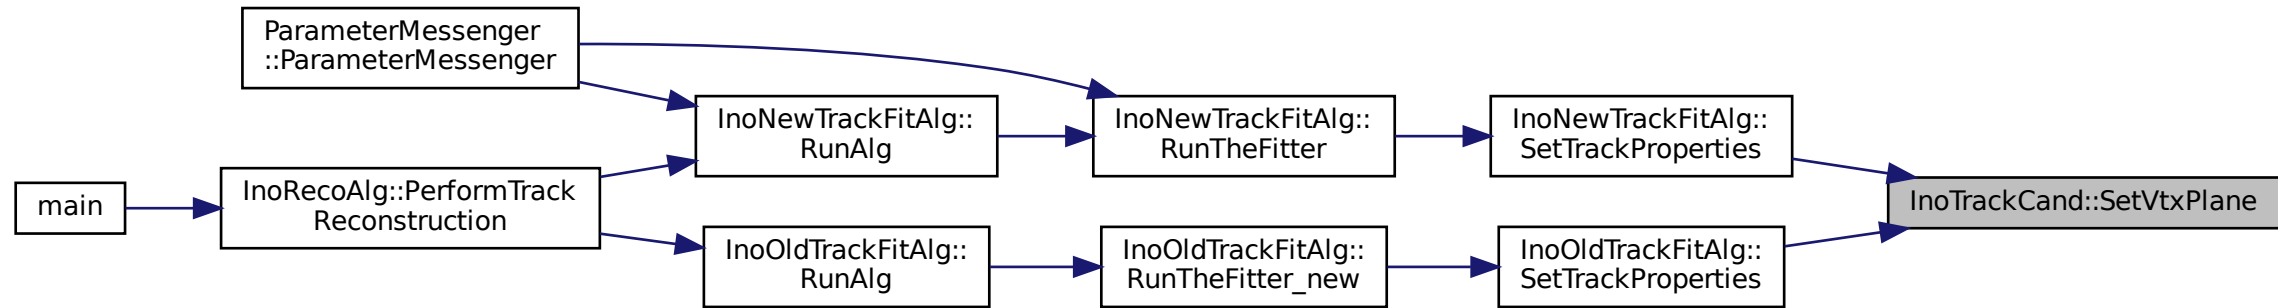 ParameterMessenger
::ParameterMessenger
InoNewTrackFitAlg::
RunAlg
InoNewTrackFitAlg::
RunTheFitter
InoNewTrackFitAlg::
SetTrackProperties
main
InoRecoAlg::PerformTrack
Reconstruction
InoTrackCand::SetVtxPlane
InoOldTrackFitAlg::
RunAlg
InoOldTrackFitAlg::
RunTheFitter_new
InoOldTrackFitAlg::
SetTrackProperties